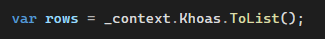 var rows = _context.Khoas.ToList();